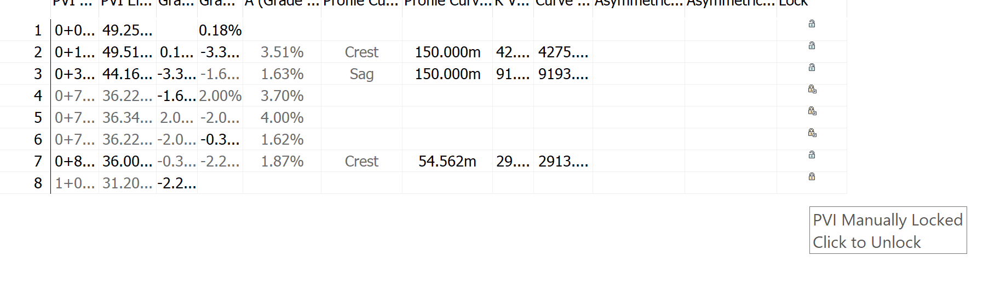 PVI ... PVI El... Gra... Gra... A (Grade ... Profile Cu... Profile Curv... K V... Curve ... Asymmetric... Asymmetric... Lock
1 0+0... 49.25... 0.18%
2 0+1... 49.51... 0.1... -3.3... 3.51% Crest 150.000m 42.... 4275....
3 0+3... 44.16... -3.3... -1.6... 1.63% Sag 150.000m 91.... 9193....
4 0+7... 36.22... -1.6... 2.00% 3.70%
5 0+7... 36.34... 2.0... -2.0... 4.00%
6 0+7... 36.22... -2.0... -0.3... 1.62%
7 0+8... 36.00... -0.3... -2.2... 1.87% Crest 54.562m 29.... 2913....
8 1+0... 31.20... -2.2...
PVI Manually Locked
Click to Unlock